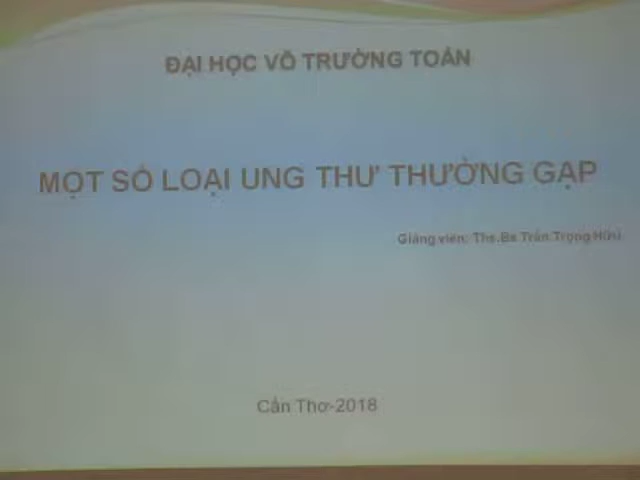 ĐẠI HỌC VÕ TRƯỜNG TOẢN
MỘT SỐ LOẠI UNG THƯ THƯỜNG GẶP
Giảng viên: Ths.Bs Trần Trọng Hữu
Cần Thơ-2018